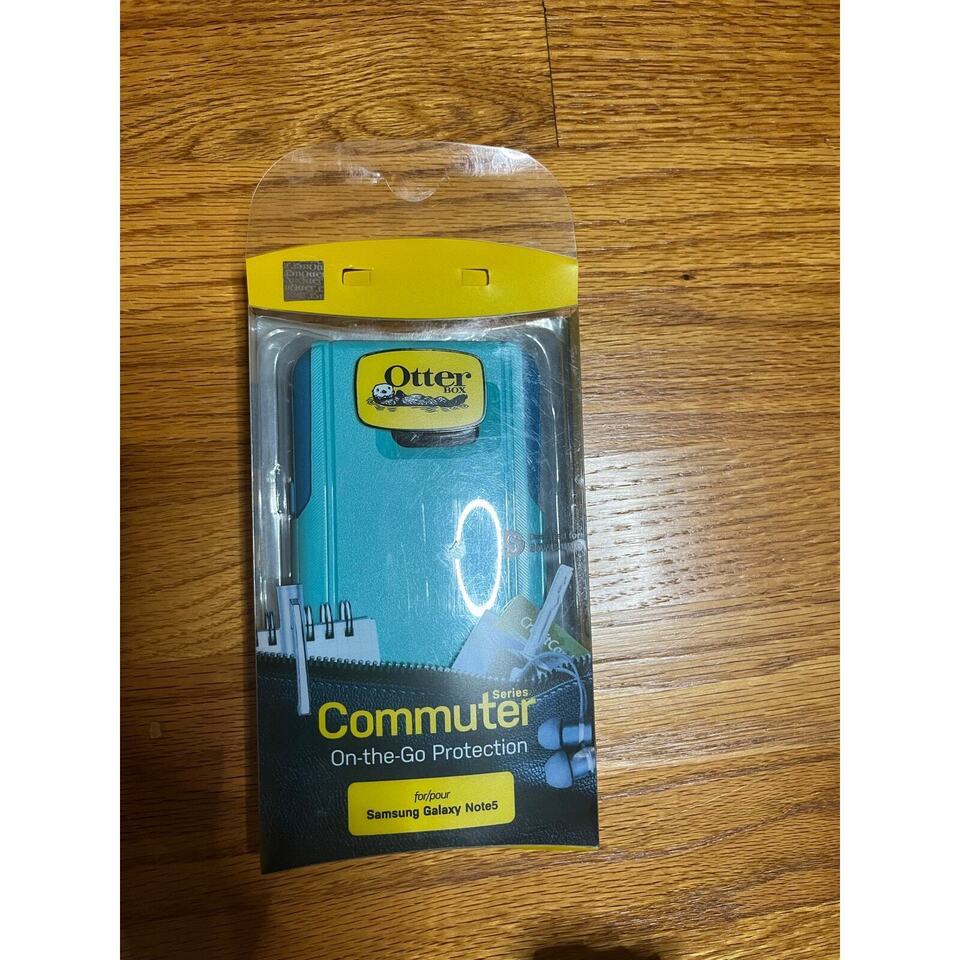 Otter
BOX
Series
Commuter
On-the-Go Protection
for/pour
Samsung Galaxy Note5